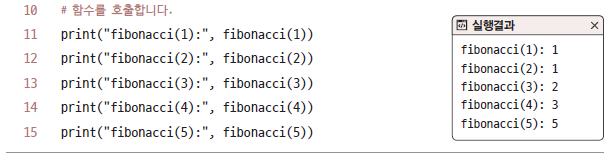 10 # 함수를 호출합니다.
11 print("fibonacci(1):", fibonacci(1))
12 print("fibonacci(2):", fibonacci(2))
13 print("fibonacci(3):", fibonacci(3))
14 print("fibonacci(4):", fibonacci(4))
15 print("fibonacci(5):", fibonacci(5))
실행결과 ×
fibonacci(1): 1
fibonacci(2): 1
fibonacci(3): 2
fibonacci(4): 3
fibonacci(5): 5